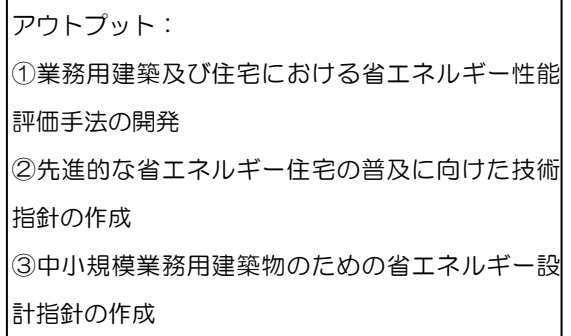 アウトプット：
①業務用建築及び住宅における省エネルギー性能
評価手法の開発
②先進的な省エネルギー住宅の普及に向けた技術
指針の作成
③中小規模業務用建築物のための省エネルギー設
計指針の作成